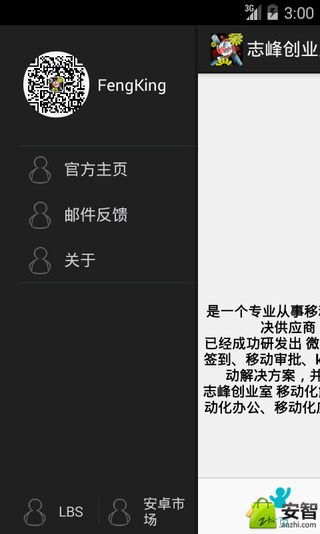 3G 3:00
FengKing
志峰创业
官方主页
邮件反馈
关于
是一个专业从事移
决供应商
已经成功研发出 微
签到、移动审批、k
动解决方案，并
志峰创业室 移动化
动化办公、移动化
LBS
安卓市
场
安智
anzhi.com